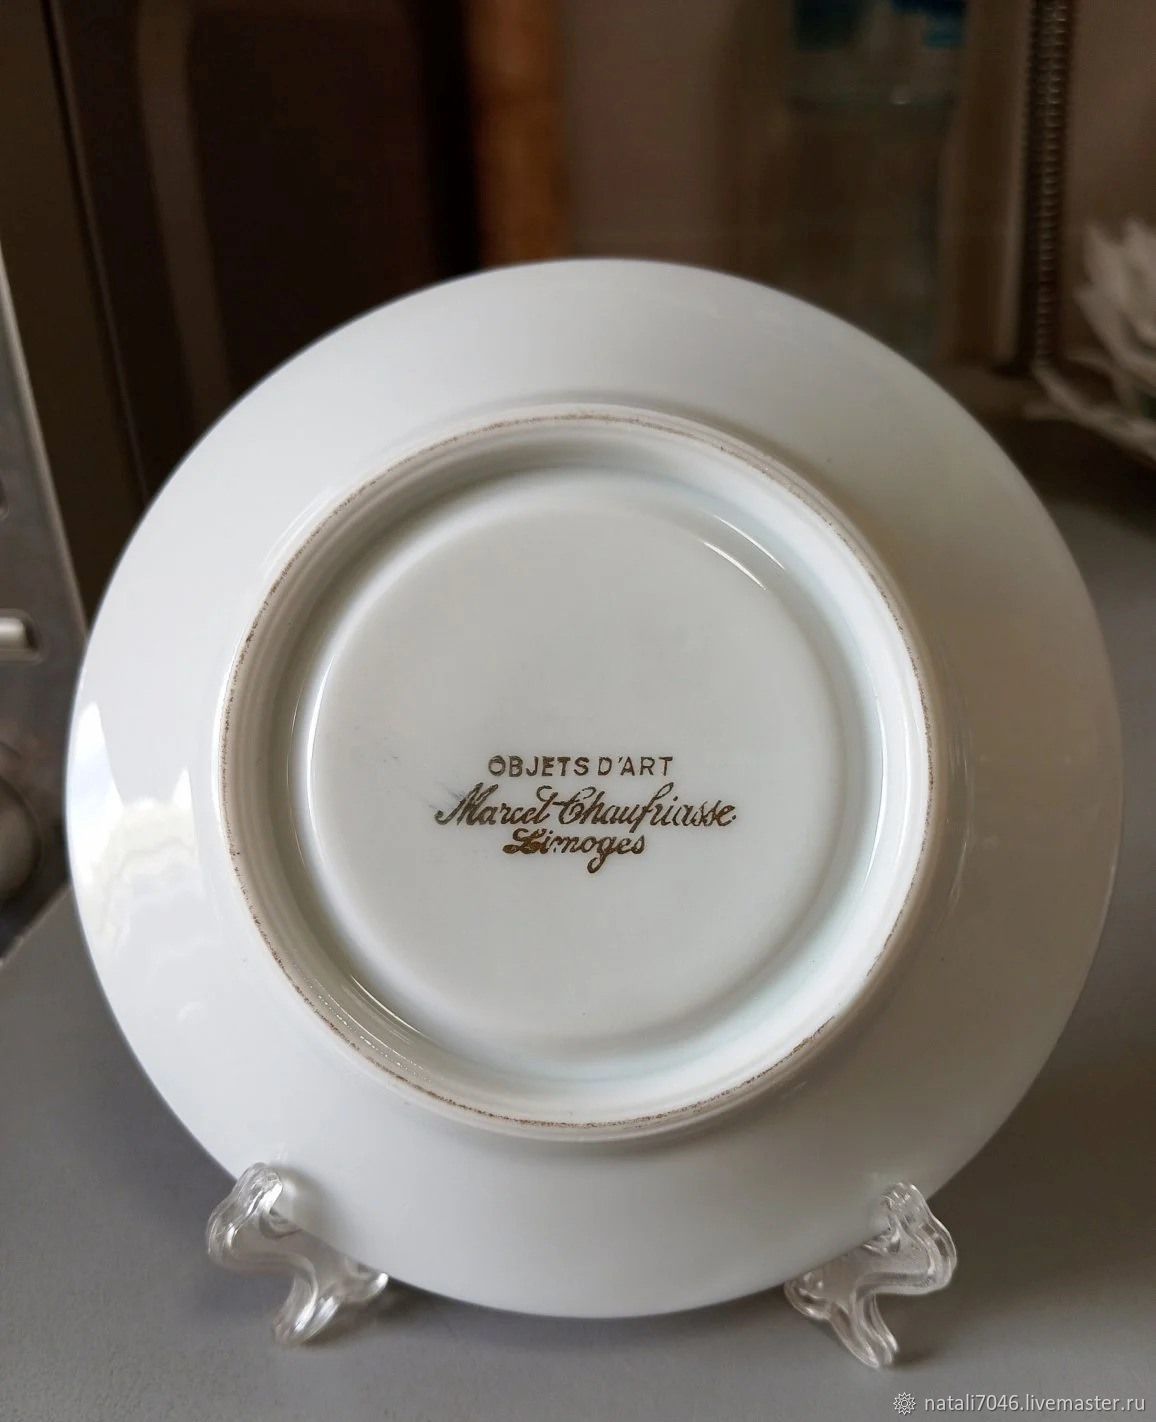 OBJETS D'ART
Marcel Chaufriasse
Limoges
natali7046.livemaster.ru